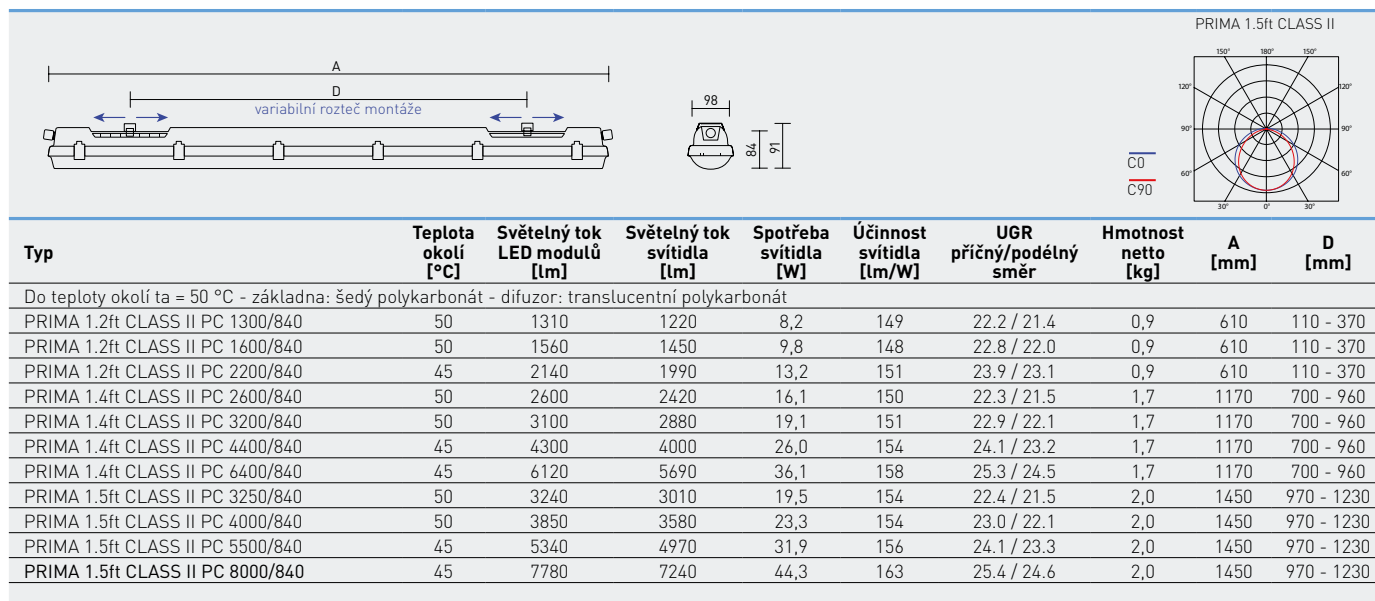 PRIMA 1.5ft CLASS II
A
D
variabilní rozteč montáže
98
84
91
150° 180° 150°
120° 120°
90° 90°
60° 60°
30° 0° 30°
C0
C90
Typ Teplota okolí [°C] Světelný tok LED modulů [lm] Světelný tok svítidla [lm] Spotřeba svítidla [W] Účinnost svítidla [lm/W] UGR příčný/podélný směr Hmotnost netto [kg] A [mm] D [mm]
Do teploty okolí ta = 50 °C - základna: šedý polykarbonát - difuzor: translucentní polykarbonát
PRIMA 1.2ft CLASS II PC 1300/840 50 1310 1220 8,2 149 22.2 / 21.4 0,9 610 110 - 370
PRIMA 1.2ft CLASS II PC 1600/840 50 1560 1450 9,8 148 22.8 / 22.0 0,9 610 110 - 370
PRIMA 1.2ft CLASS II PC 2200/840 45 2140 1990 13,2 151 23.9 / 23.1 0,9 610 110 - 370
PRIMA 1.4ft CLASS II PC 2600/840 50 2600 2420 16,1 150 22.3 / 21.5 1,7 1170 700 - 960
PRIMA 1.4ft CLASS II PC 3200/840 50 3100 2880 19,1 151 22.9 / 22.1 1,7 1170 700 - 960
PRIMA 1.4ft CLASS II PC 4400/840 45 4300 4000 26,0 154 24.1 / 23.2 1,7 1170 700 - 960
PRIMA 1.4ft CLASS II PC 6400/840 45 6120 5690 36,1 158 25.3 / 24.5 1,7 1170 700 - 960
PRIMA 1.5ft CLASS II PC 3250/840 50 3240 3010 19,5 154 22.4 / 21.5 2,0 1450 970 - 1230
PRIMA 1.5ft CLASS II PC 4000/840 50 3850 3580 23,3 154 23.0 / 22.1 2,0 1450 970 - 1230
PRIMA 1.5ft CLASS II PC 5500/840 45 5340 4970 31,9 156 24.1 / 23.3 2,0 1450 970 - 1230
PRIMA 1.5ft CLASS II PC 8000/840 45 7780 7240 44,3 163 25.4 / 24.6 2,0 1450 970 - 1230